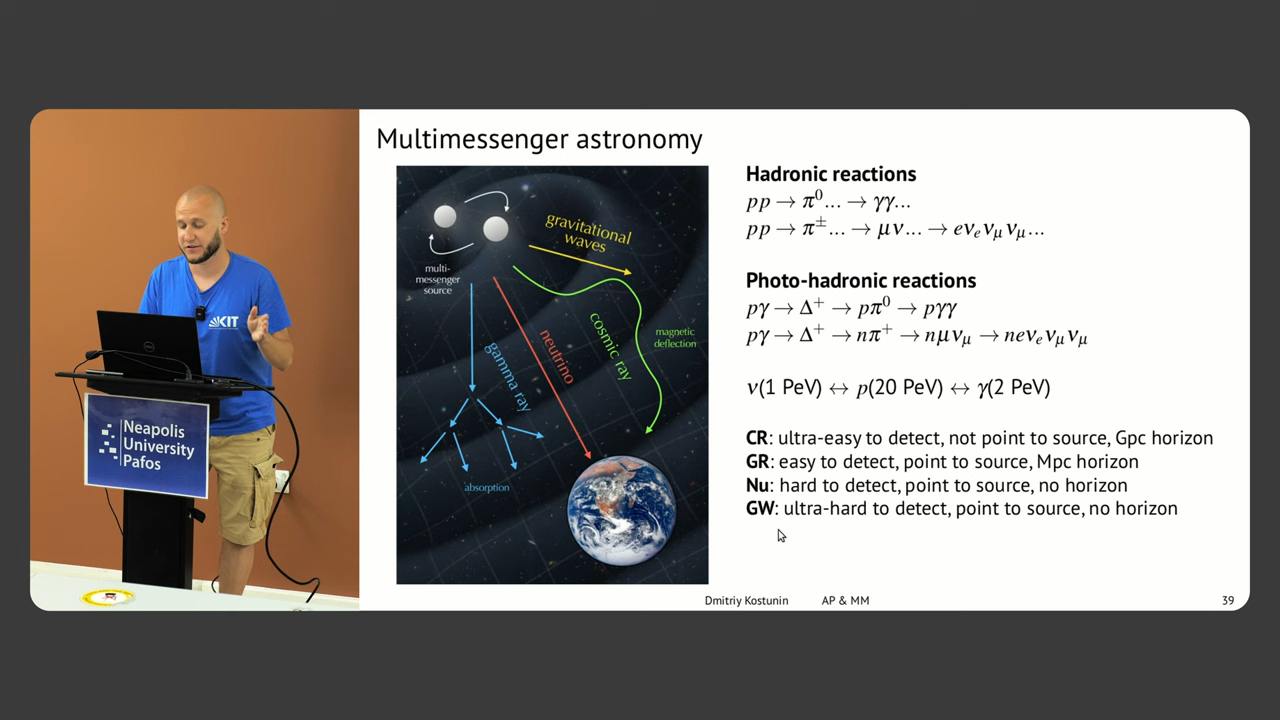 Multimessenger astronomy
multi-
messenger
source
gravitational
waves
cosmic ray
magnetic
deflection
neutrino
gamma ray
absorption
Hadronic reactions
pp → π⁰... → γγ...
pp → π±... → μν... → eνₑν_μν_μ...
Photo-hadronic reactions
pγ → Δ⁺ → pπ⁰ → pγγ
pγ → Δ⁺ → nπ⁺ → nμν_μ → neνₑν_μν_μ
ν(1 PeV) ↔ p(20 PeV) ↔ γ(2 PeV)
CR: ultra-easy to detect, not point to source, Gpc horizon
GR: easy to detect, point to source, Mpc horizon
Nu: hard to detect, point to source, no horizon
GW: ultra-hard to detect, point to source, no horizon
Dmitriy Kostunin AP & MM 39
KIT
DELL
Neapolis
University
Pafos